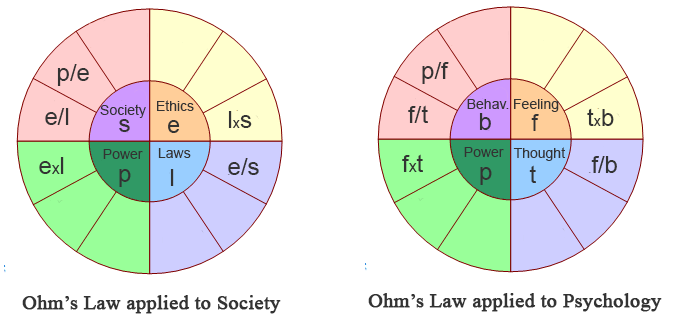 p/e
e/l
Society
s
Ethics
e
lxs
exl
Power
p
Laws
l
e/s
Ohm's Law applied to Society
p/f
f/t
Behav.
b
Feeling
f
txb
fxt
Power
p
Thought
t
f/b
Ohm's Law applied to Psychology